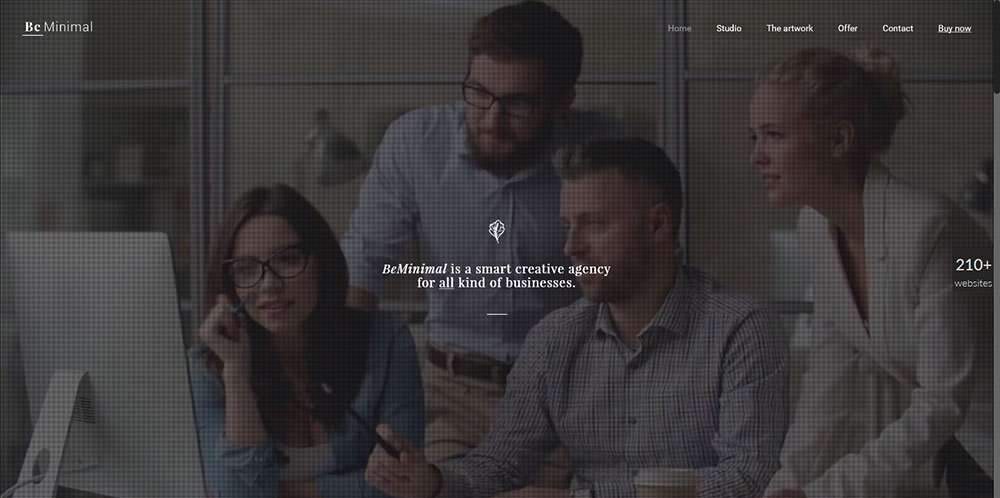 Be Minimal
Home Studio The artwork Offer Contact Buy now
BeMinimal is a smart creative agency
for all kind of businesses.
210+
websites